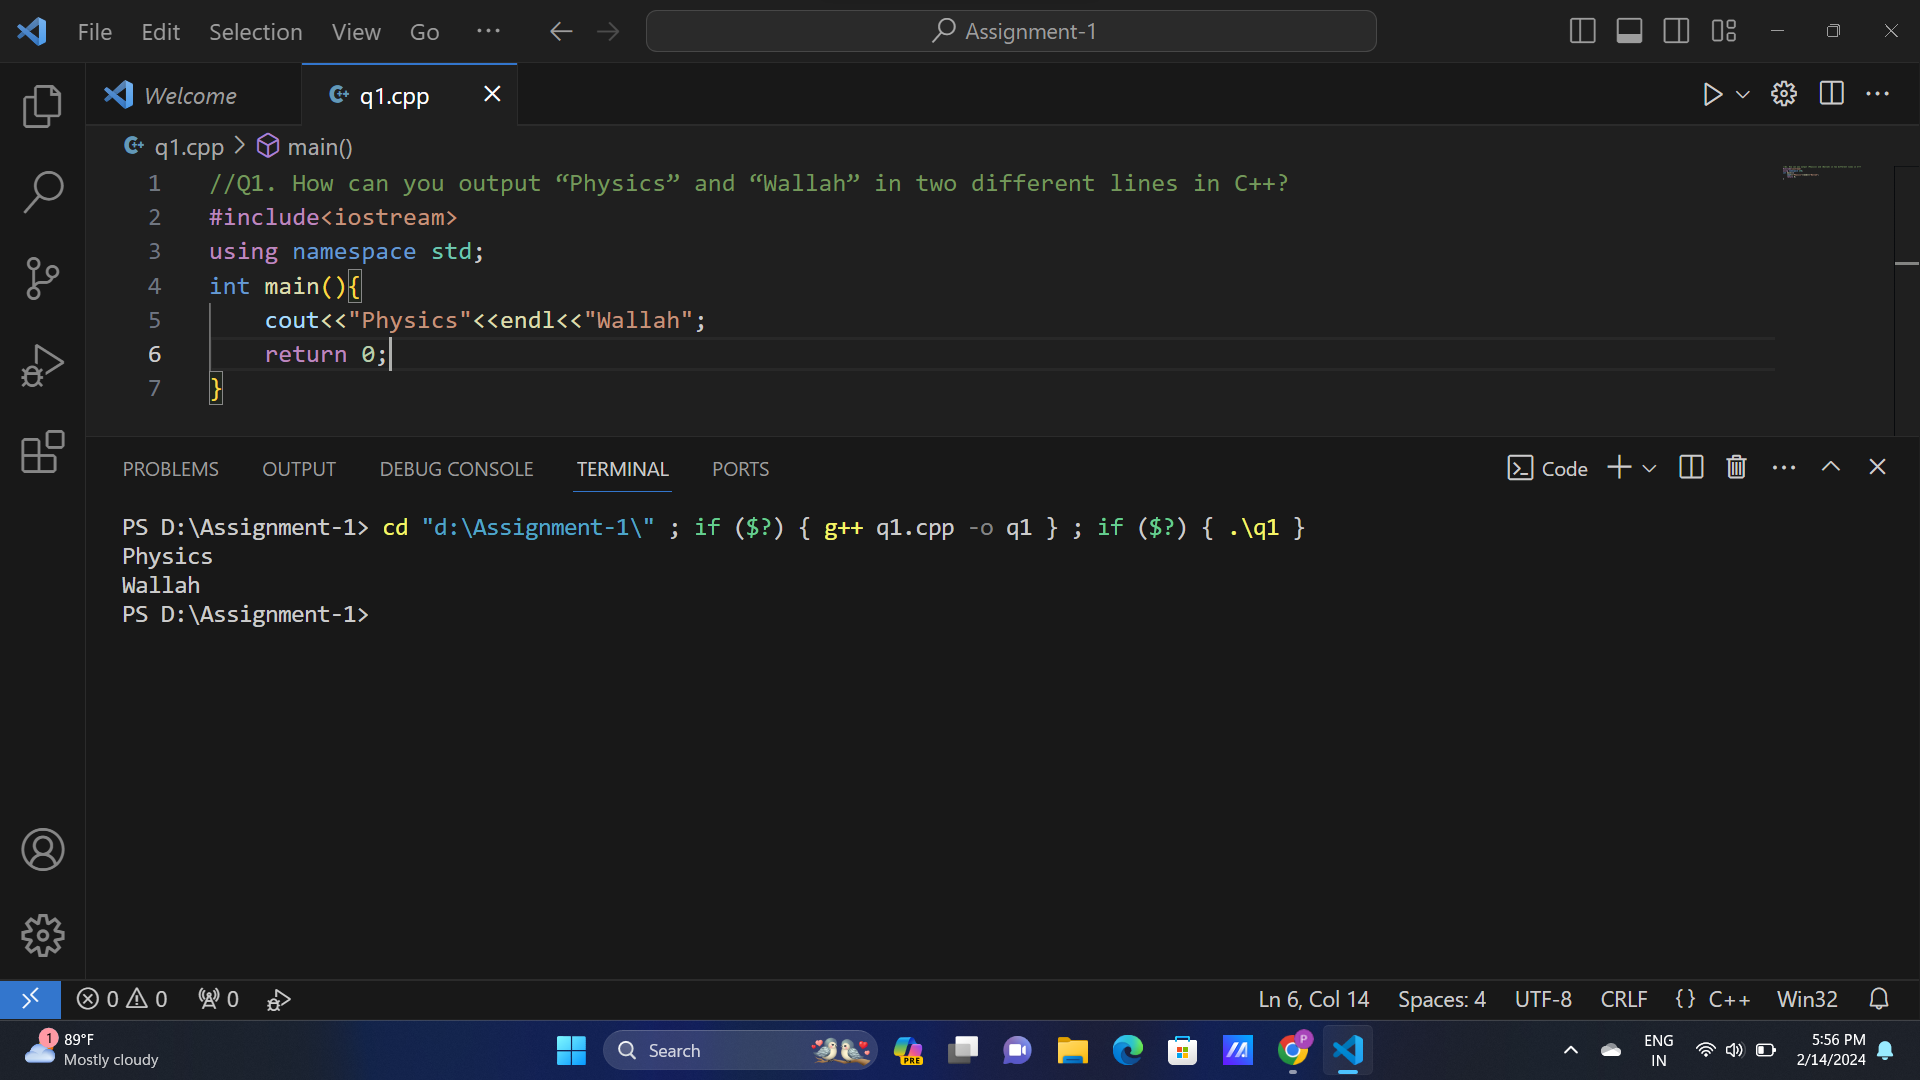 File Edit Selection View Go ··· Assignment-1
Welcome q1.cpp
q1.cpp > main()
1 //Q1. How can you output “Physics” and “Wallah” in two different lines in C++?
2 #include<iostream>
3 using namespace std;
4 int main(){
5 cout<<"Physics"<<endl<<"Wallah";
6 return 0;
7 }
PROBLEMS OUTPUT DEBUG CONSOLE TERMINAL PORTS Code
PS D:\Assignment-1> cd "d:\Assignment-1\" ; if ($?) { g++ q1.cpp -o q1 } ; if ($?) { .\q1 }
Physics
Wallah
PS D:\Assignment-1>
0 0 0 Ln 6, Col 14 Spaces: 4 UTF-8 CRLF {} C++ Win32
1 89°F
Mostly cloudy
Search
PRE
P
ENG
IN
5:56 PM
2/14/2024